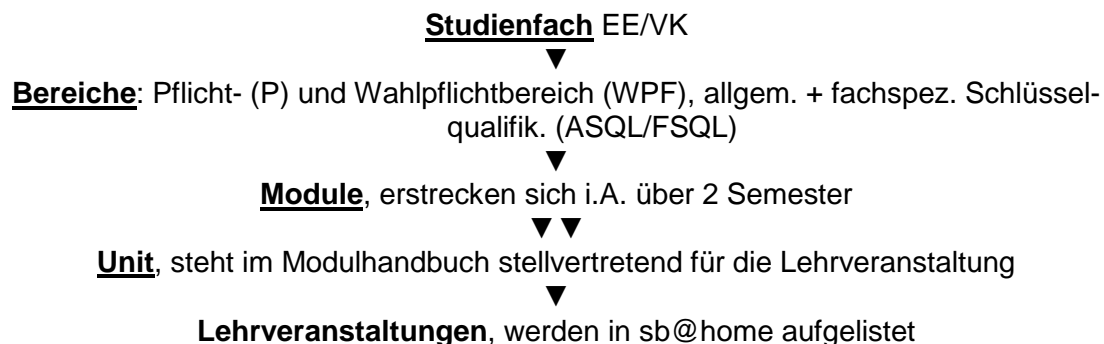 Studienfach EE/VK
▼
Bereiche: Pflicht- (P) und Wahlpflichtbereich (WPF), allgem. + fachspez. Schlüssel-
qualifik. (ASQL/FSQL)
▼
Module, erstrecken sich i.A. über 2 Semester
▼▼
Unit, steht im Modulhandbuch stellvertretend für die Lehrveranstaltung
▼
Lehrveranstaltungen, werden in sb@home aufgelistet